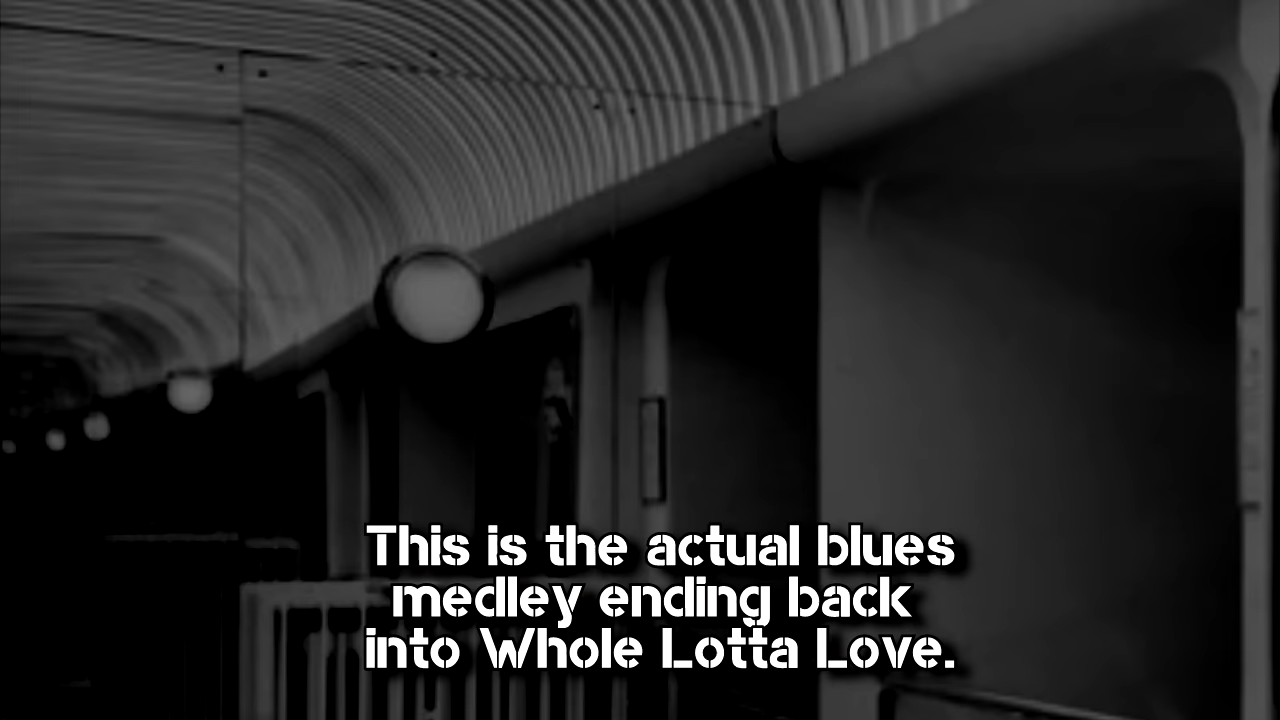 This is the actual blues
medley ending back
into Whole Lotta Love.